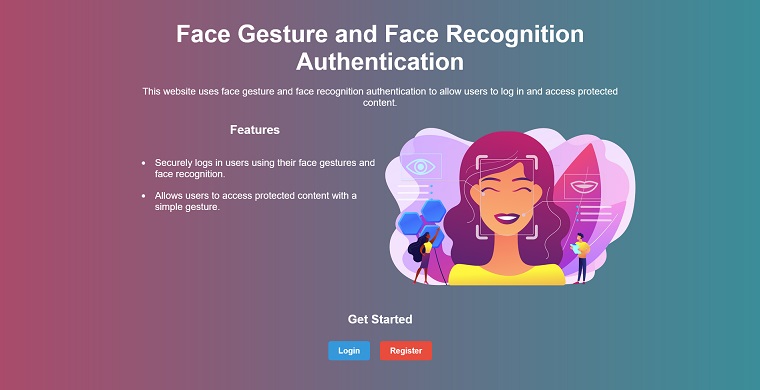 Face Gesture and Face Recognition
Authentication
This website uses face gesture and face recognition authentication to allow users to log in and access protected
content.
Features
Securely logs in users using their face gestures and
face recognition.
Allows users to access protected content with a
simple gesture.
Get Started
Login
Register